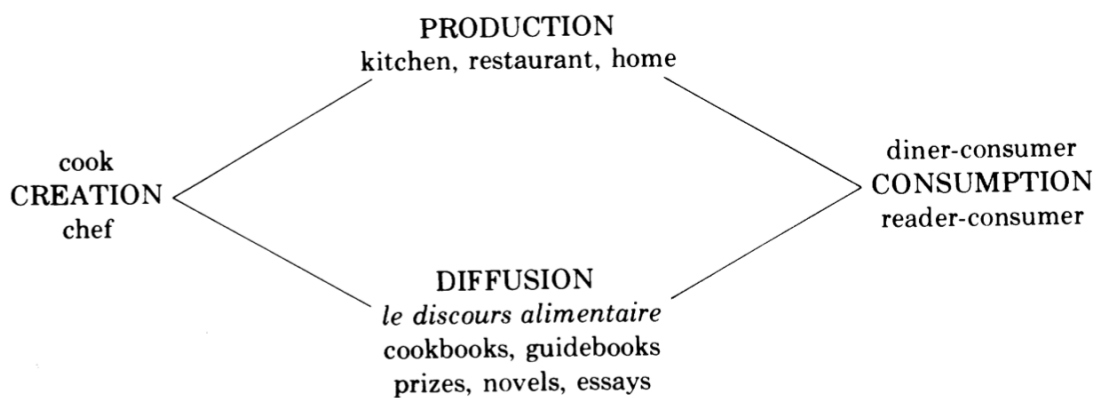 PRODUCTION
kitchen, restaurant, home
cook
CREATION
chef
diner-consumer
CONSUMPTION
reader-consumer
DIFFUSION
le discours alimentaire
cookbooks, guidebooks
prizes, novels, essays